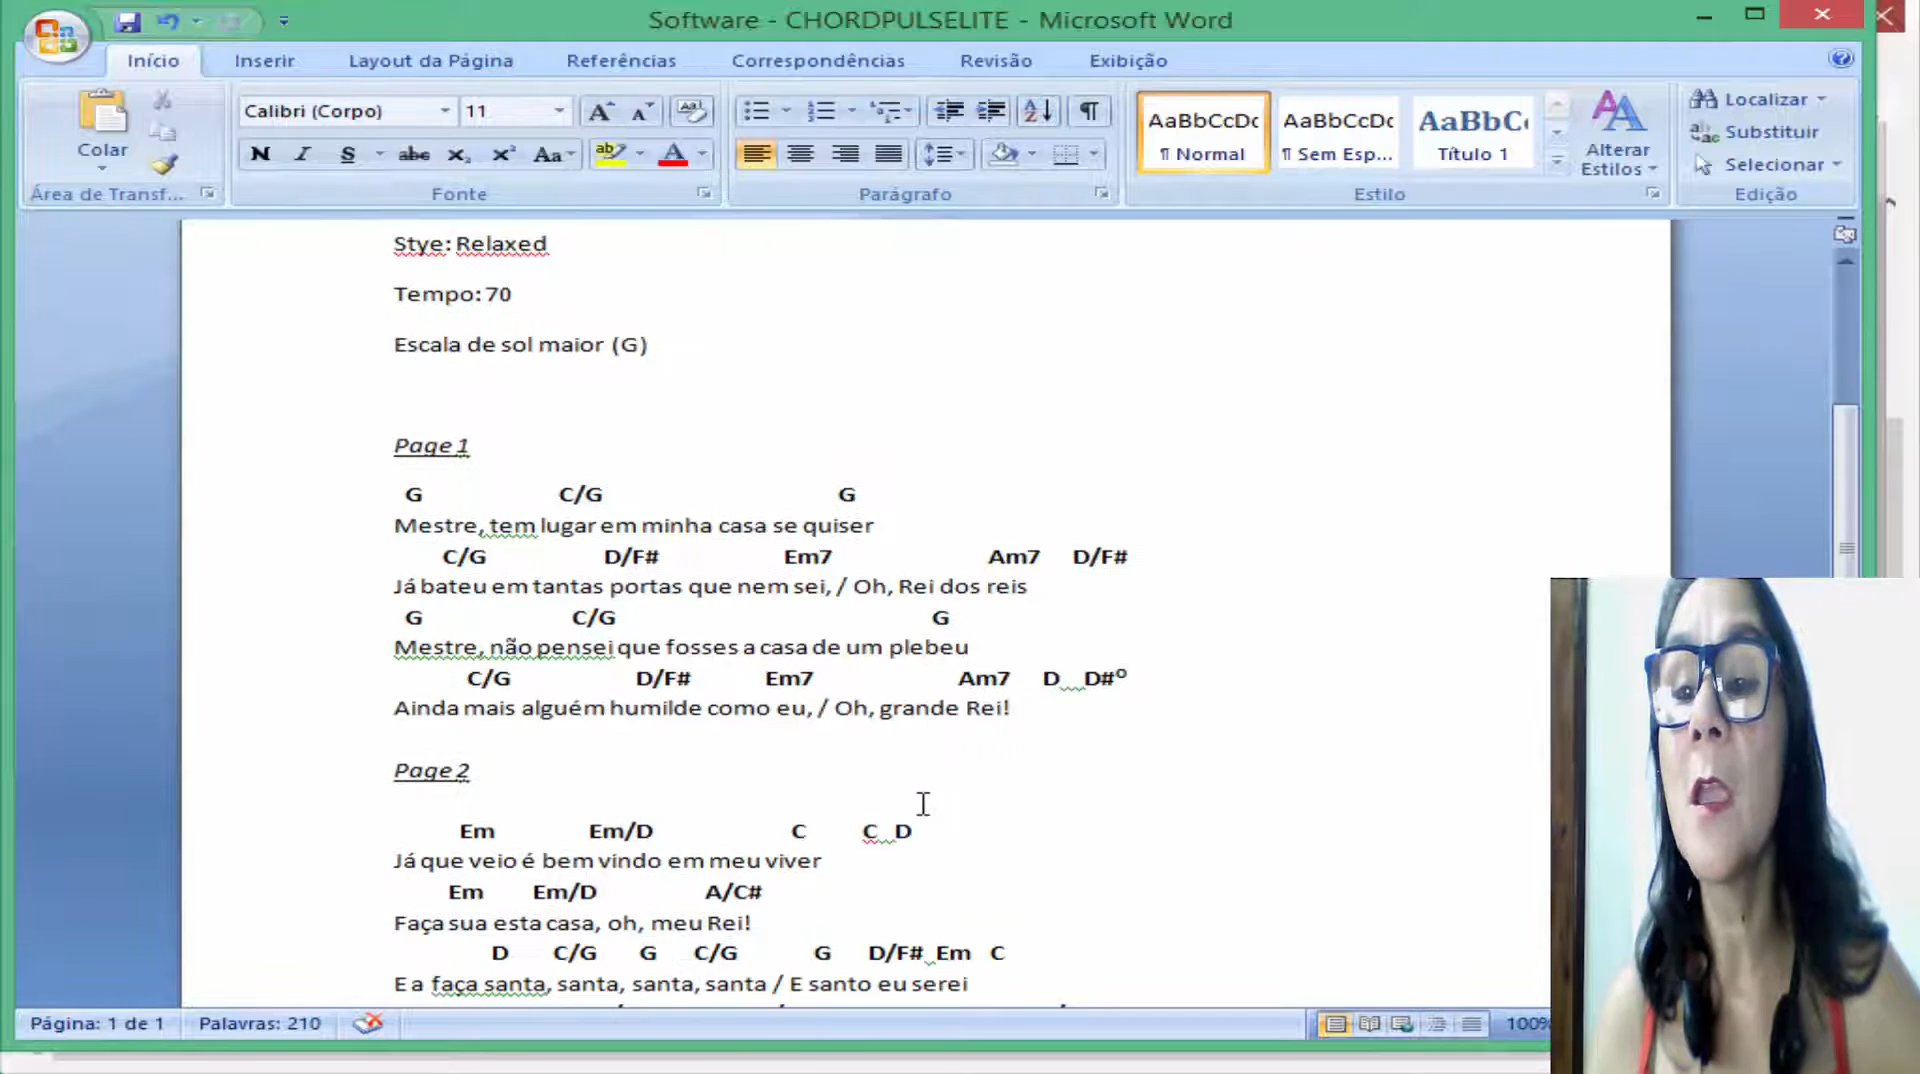 Software - CHORDPULSELITE - Microsoft Word
Início Inserir Layout da Página Referências Correspondências Revisão Exibição
Colar
Área de Transf...
Calibri (Corpo) 11
N I S abc x₂ x² Aa ab A
Fonte
Parágrafo
AaBbCcDc AaBbCcDc AaBbC
¶ Normal ¶ Sem Esp... Título 1
Alterar Estilos
Estilo
Localizar
Substituir
Selecionar
Edição
Stye: Relaxed
Tempo: 70
Escala de sol maior (G)
Page 1
G C/G G
Mestre, tem lugar em minha casa se quiser
C/G D/F# Em7 Am7 D/F#
Já bateu em tantas portas que nem sei, / Oh, Rei dos reis
G C/G G
Mestre, não pensei que fosses a casa de um plebeu
C/G D/F# Em7 Am7 D D#º
Ainda mais alguém humilde como eu, / Oh, grande Rei!
Page 2
Em Em/D C C D
Já que veio é bem vindo em meu viver
Em Em/D A/C#
Faça sua esta casa, oh, meu Rei!
D C/G G C/G G D/F# Em C
E a faça santa, santa, santa, santa / E santo eu serei
Página: 1 de 1 Palavras: 210 100%